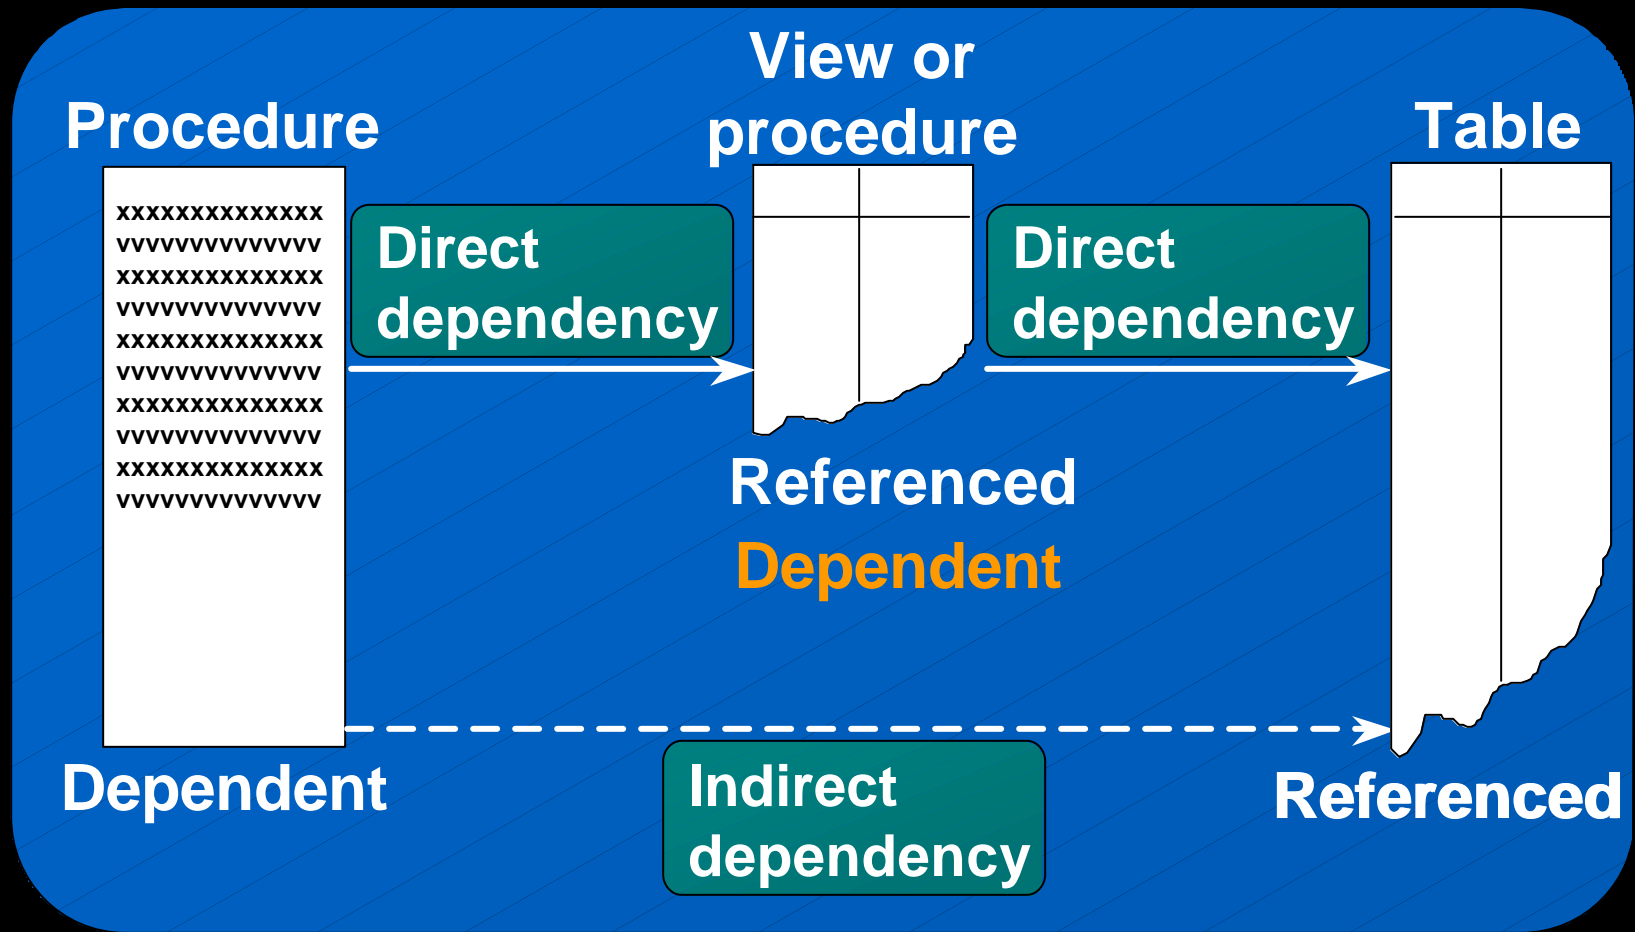 Procedure
xxxxxxxxxxxxxx
vvvvvvvvvvvvvv
xxxxxxxxxxxxxx
vvvvvvvvvvvvvv
xxxxxxxxxxxxxx
vvvvvvvvvvvvvv
xxxxxxxxxxxxxx
vvvvvvvvvvvvvv
xxxxxxxxxxxxxx
vvvvvvvvvvvvvv
Dependent
Direct
dependency
View or
procedure
Referenced
Dependent
Direct
dependency
Table
Referenced
Indirect
dependency